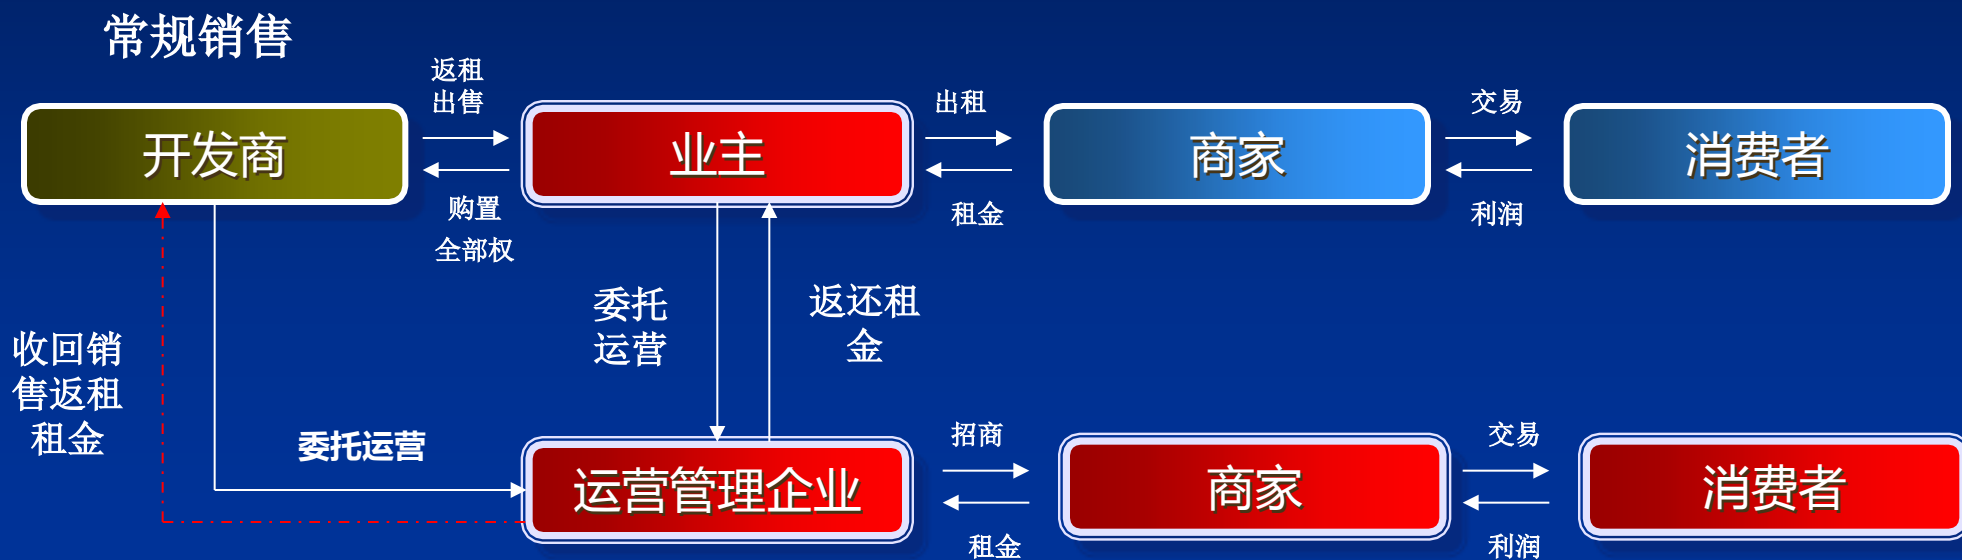 常规销售
返租
出售
出租
交易
开发商
业主
商家
消费者
购置
全部权
租金
利润
委托
运营
返还租
金
收回销
售返租
租金
委托运营
招商
交易
运营管理企业
商家
消费者
租金
利润